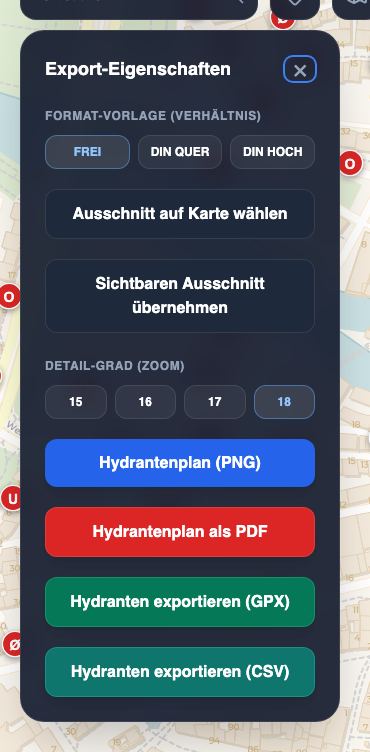 Export-Eigenschaften
FORMAT-VORLAGE (VERHÄLTNIS)
FREI
DIN QUER
DIN HOCH
Ausschnitt auf Karte wählen
Sichtbaren Ausschnitt
übernehmen
DETAIL-GRAD (ZOOM)
15
16
17
18
Hydrantenplan (PNG)
Hydrantenplan als PDF
Hydranten exportieren (GPX)
Hydranten exportieren (CSV)
O
O
U
Ø